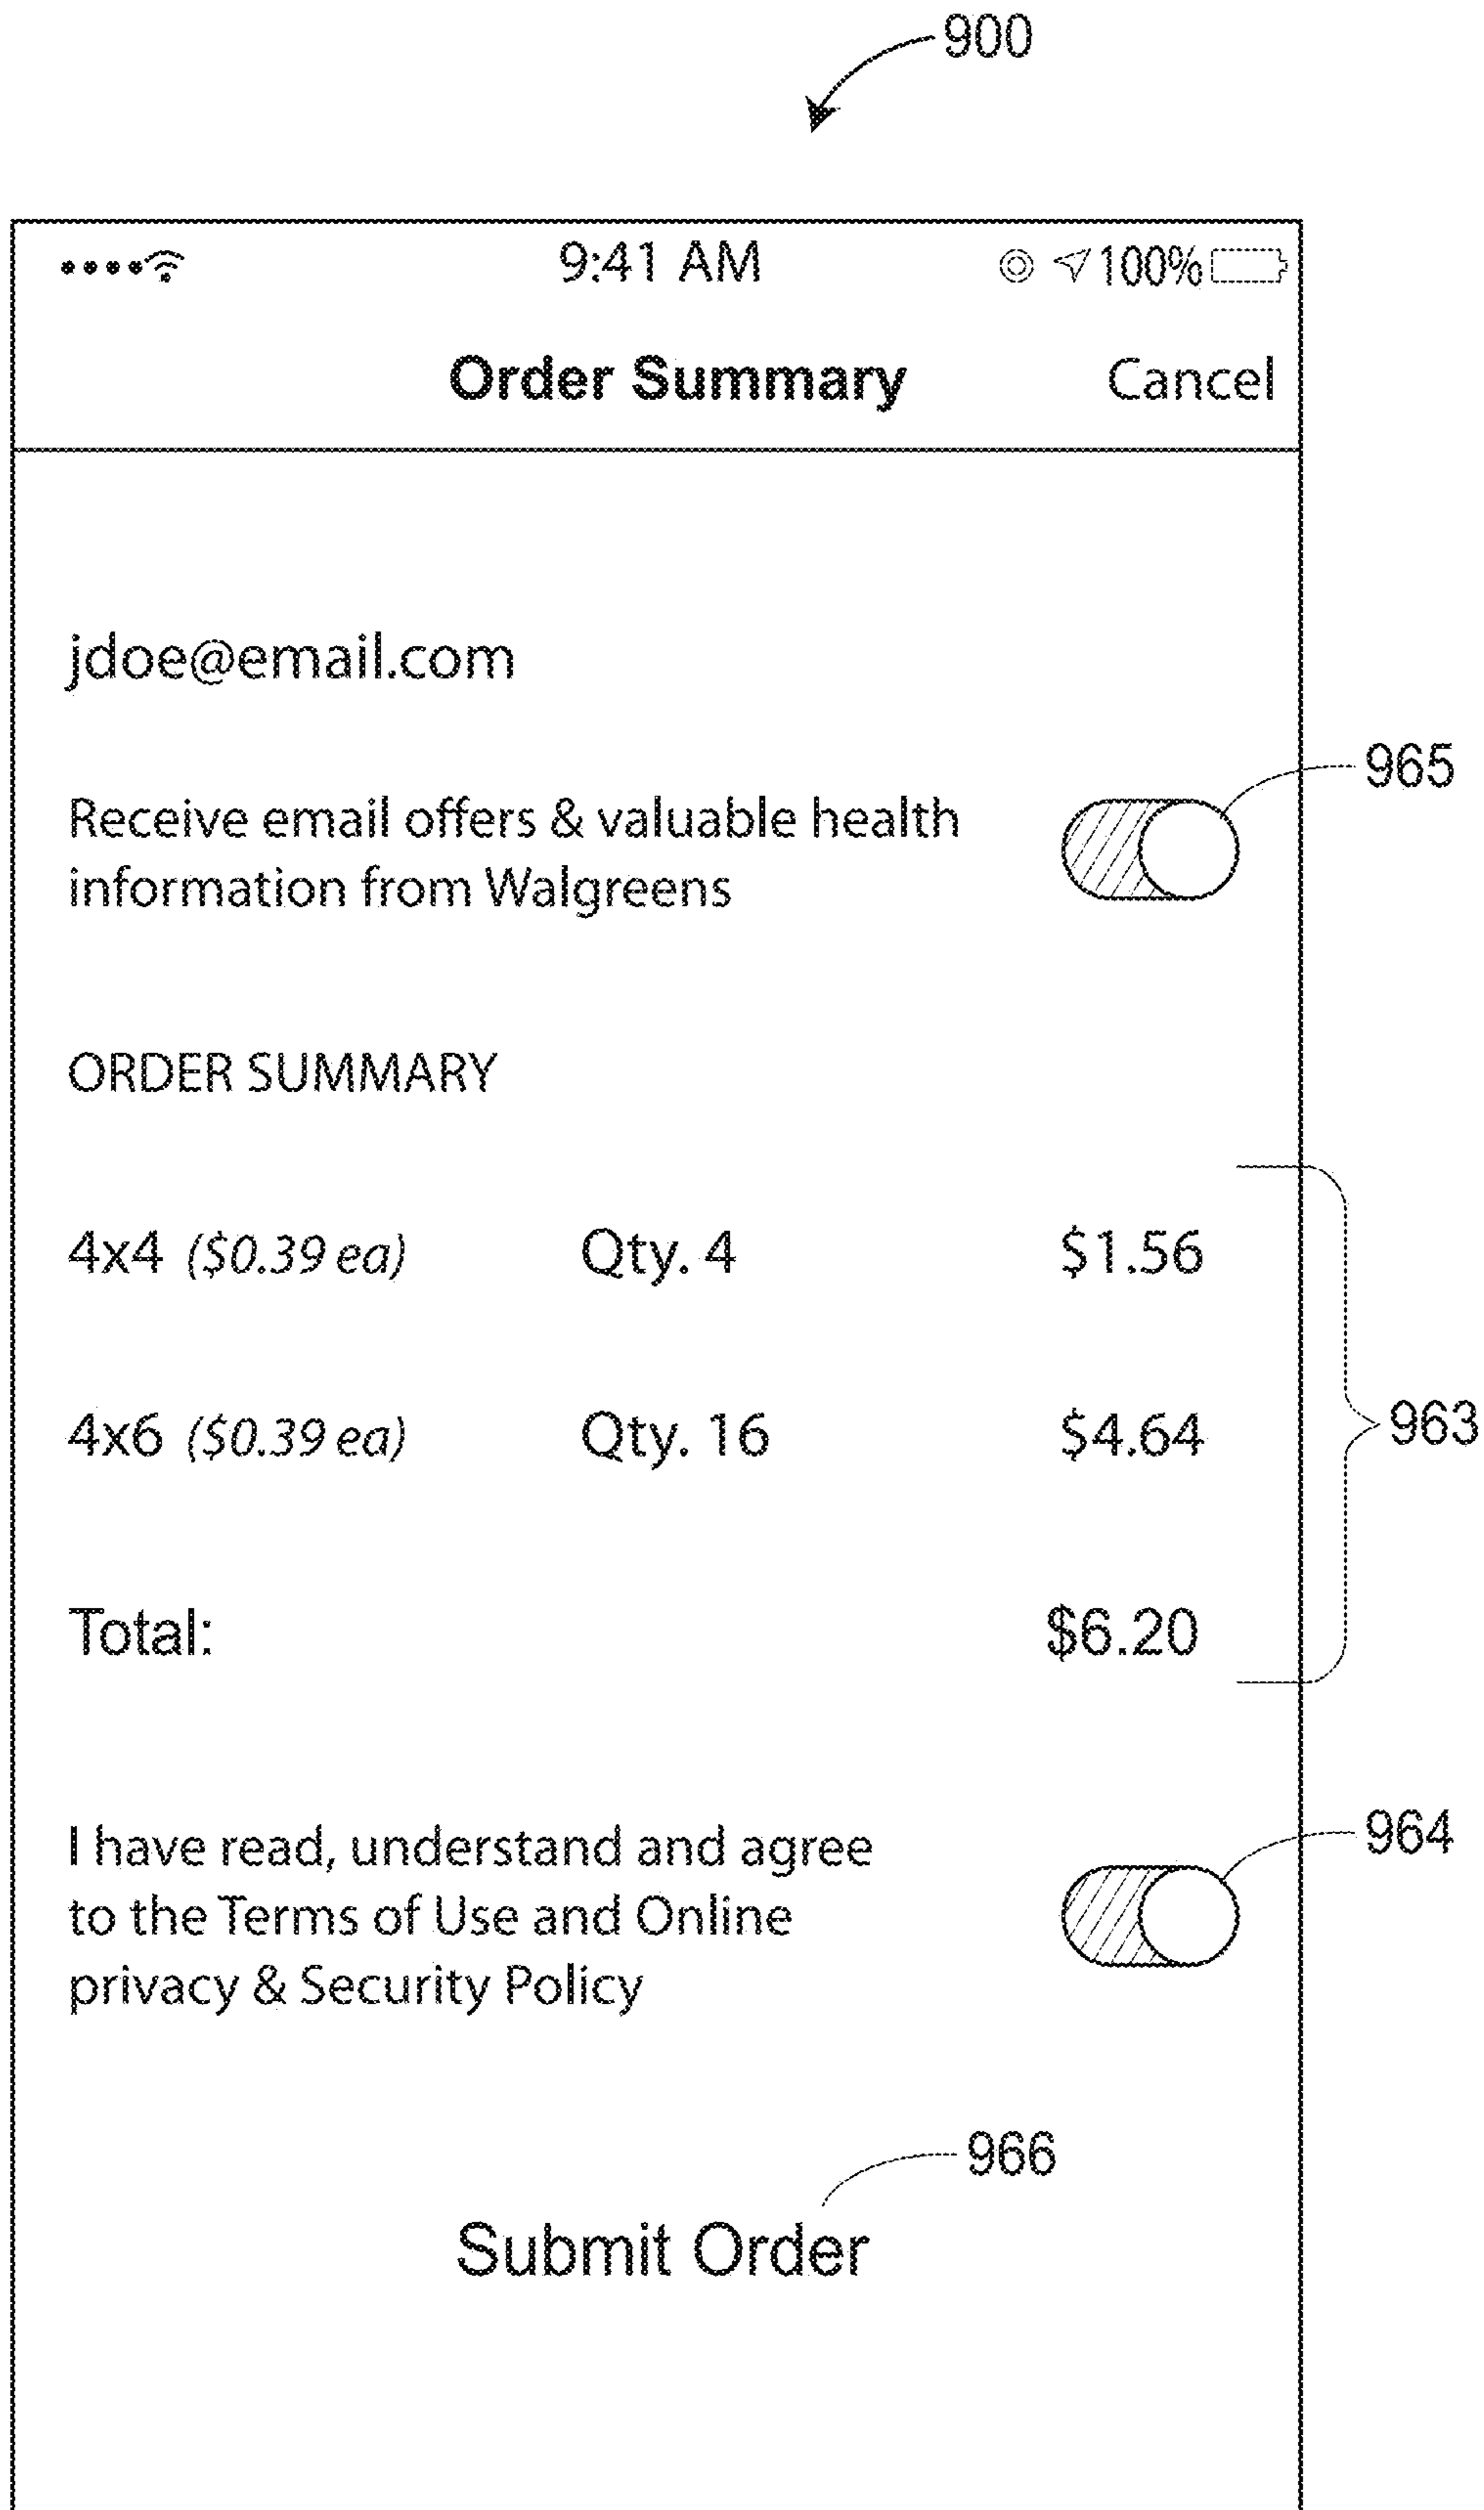 900
9:41 AM 100%
Order Summary Cancel
jdoe@email.com
965
Receive email offers & valuable health
information from Walgreens
ORDER SUMMARY
4x4 ($0.39 ea) Qty. 4 $1.56
4x6 ($0.39 ea) Qty. 16 $4.64
963
Total: $6.20
964
I have read, understand and agree
to the Terms of Use and Online
privacy & Security Policy
966
Submit Order